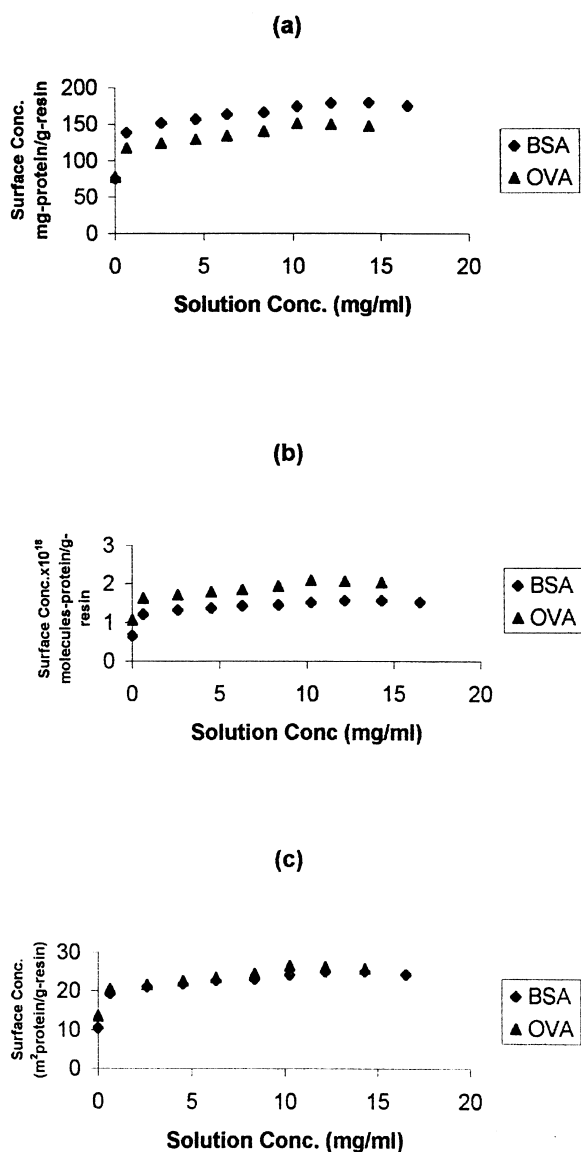 (a)
Surface Conc.
mg-protein/g-resin
200
150
100
50
0
0 5 10 15 20
Solution Conc. (mg/ml)
BSA
OVA
(b)
Surface Conc.x10¹⁸
molecules-protein/g-
resin
3
2
1
0
0 5 10 15 20
Solution Conc (mg/ml)
BSA
OVA
(c)
Surface Conc.
(m²protein/g-resin)
30
20
10
0
0 5 10 15 20
Solution Conc. (mg/ml)
BSA
OVA